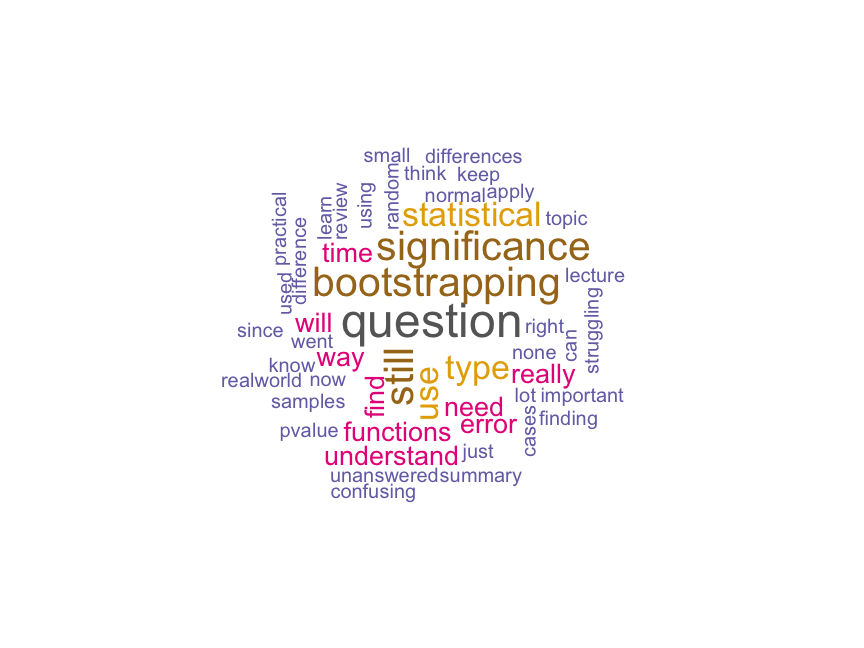 small differences
think keep
random
normal apply
using
review
learn
practical
statistical topic
difference
time significance
used bootstrapping lecture
will question right
since went
struggling
can
none
know way still type really
realworld now find use
samples need lot important
cases finding
pvalue functions error
understand just
unanswered summary
confusing